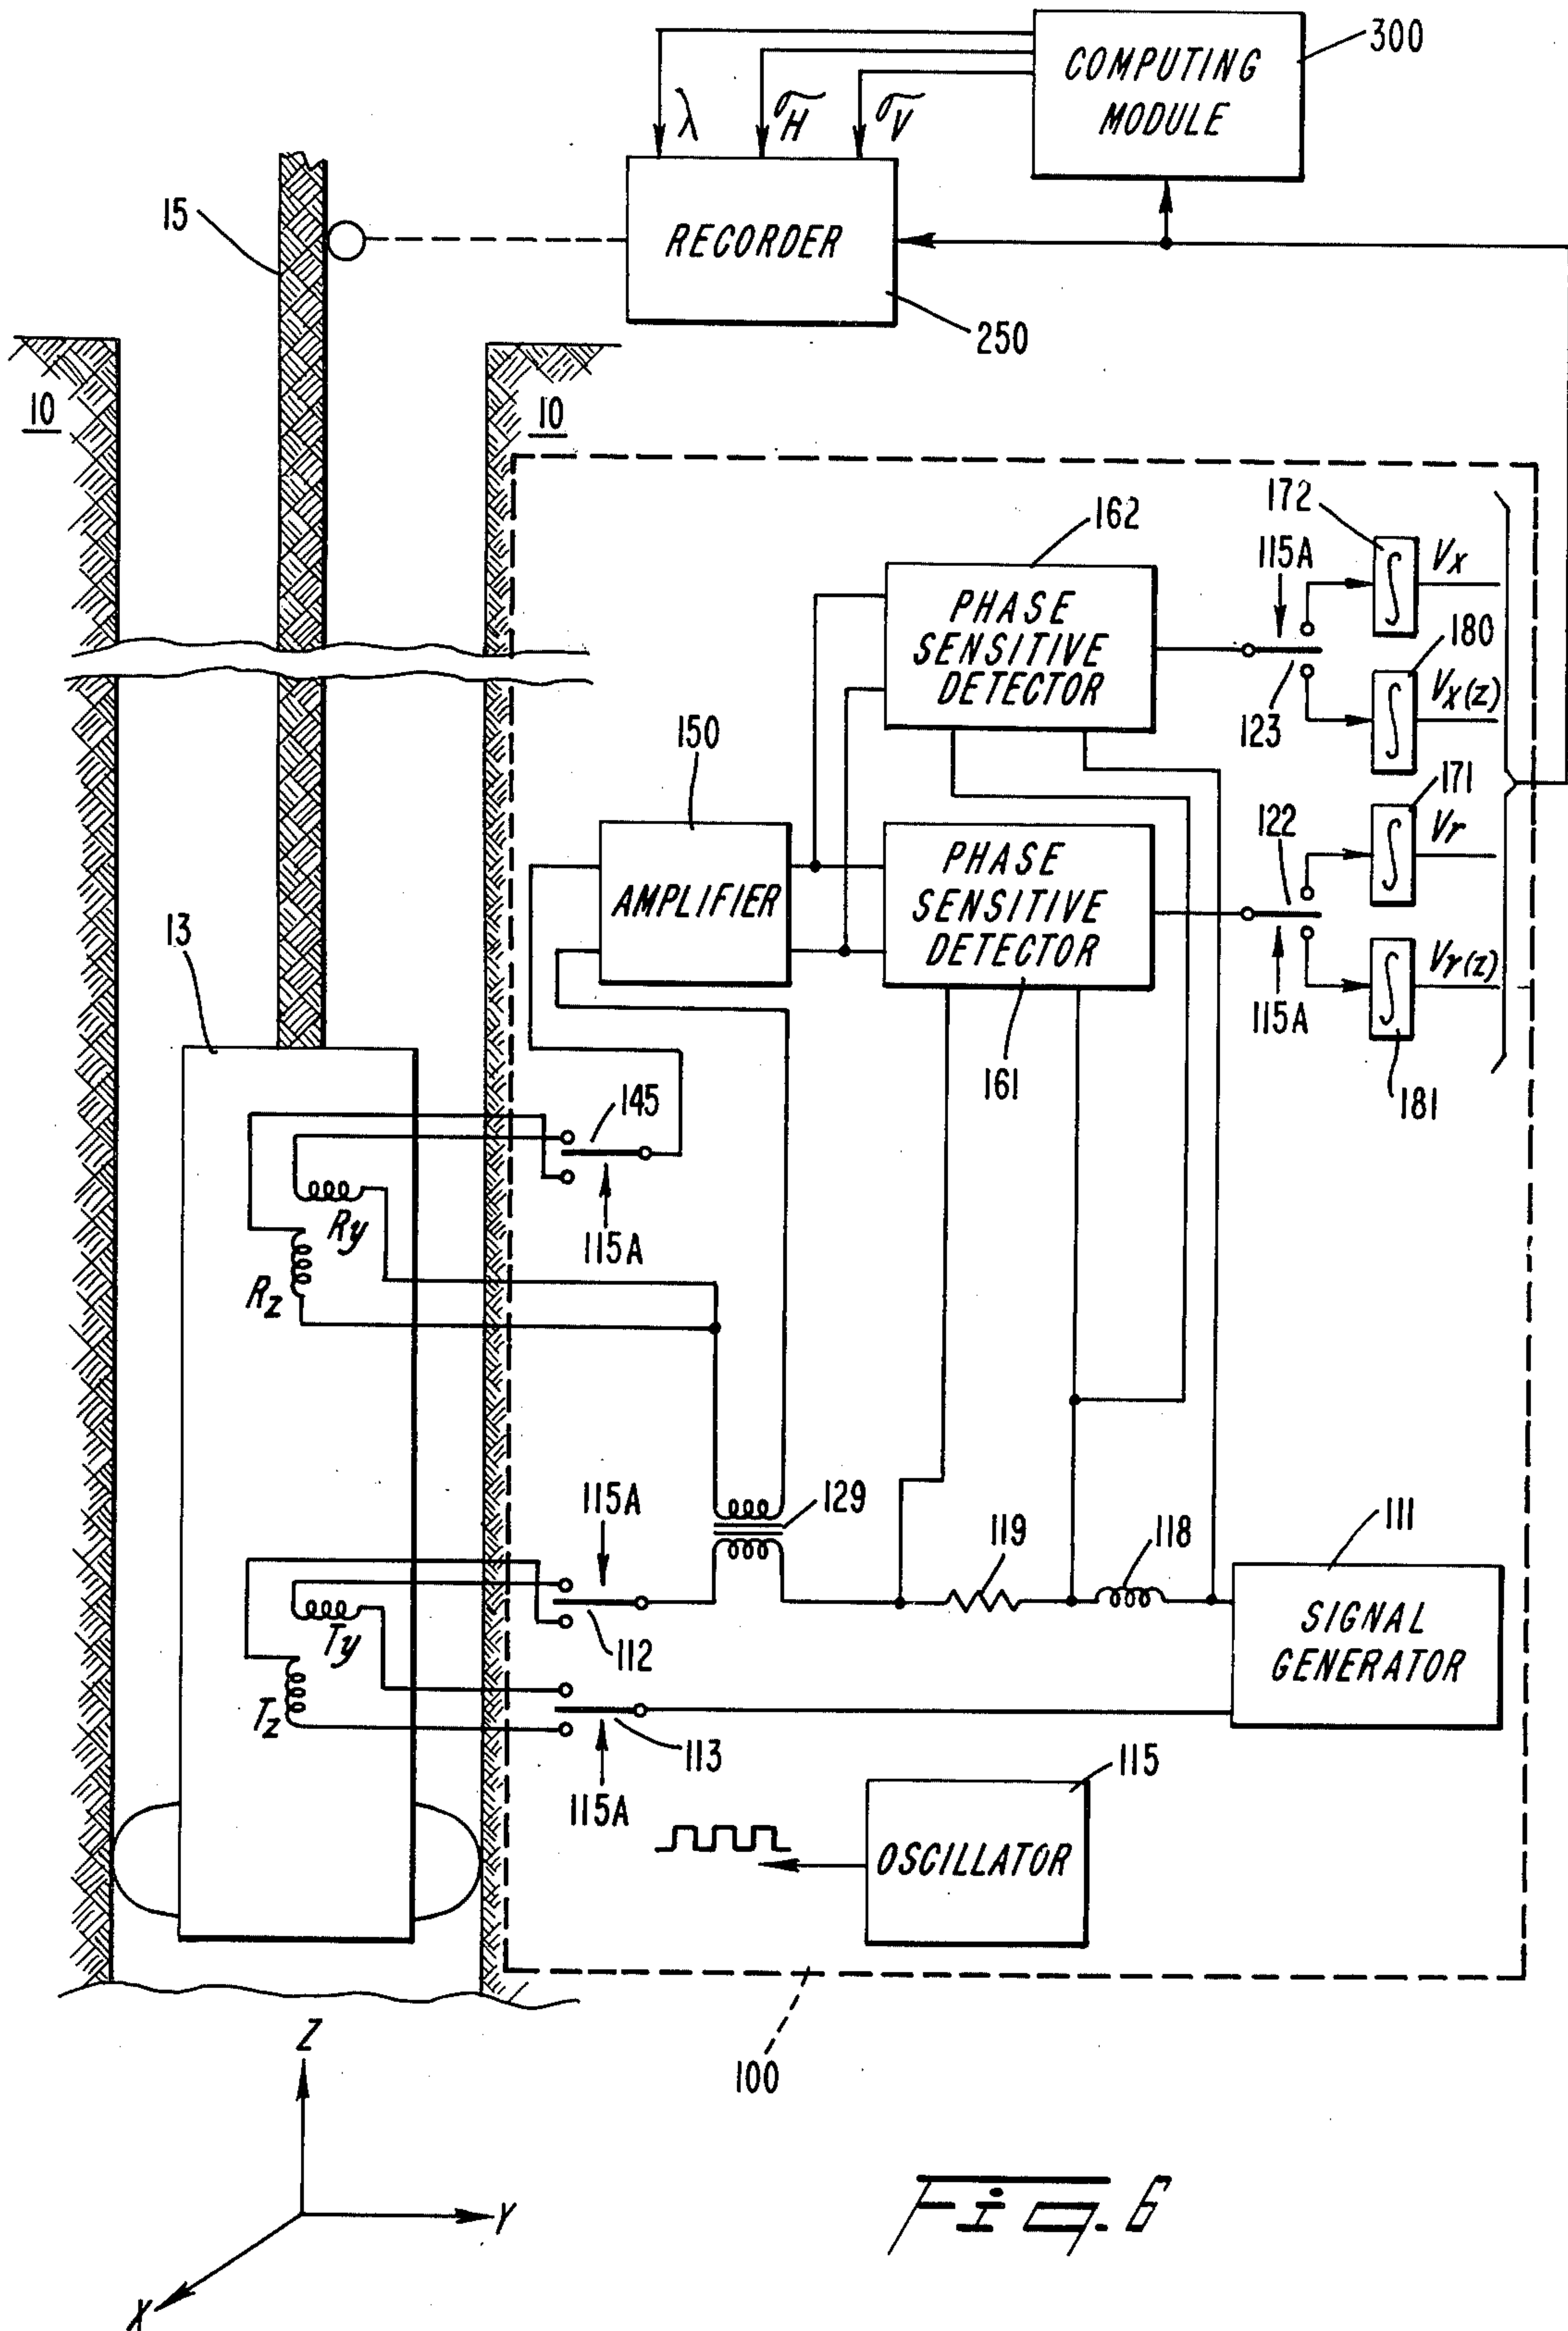 300
COMPUTING
MODULE
λ
σH
σV
15
RECORDER
250
10
10
172
162
115A
Vx
PHASE
SENSITIVE
DETECTOR
180
Vx(z)
123
150
171
122
Vr
PHASE
SENSITIVE
DETECTOR
AMPLIFIER
13
Vr(z)
115A
161
181
145
Ry
115A
Rz
115A
129
119
118
111
SIGNAL
GENERATOR
Ty
112
Tz
113
115
115A
OSCILLATOR
Z
100
Y
X
Fig. 6